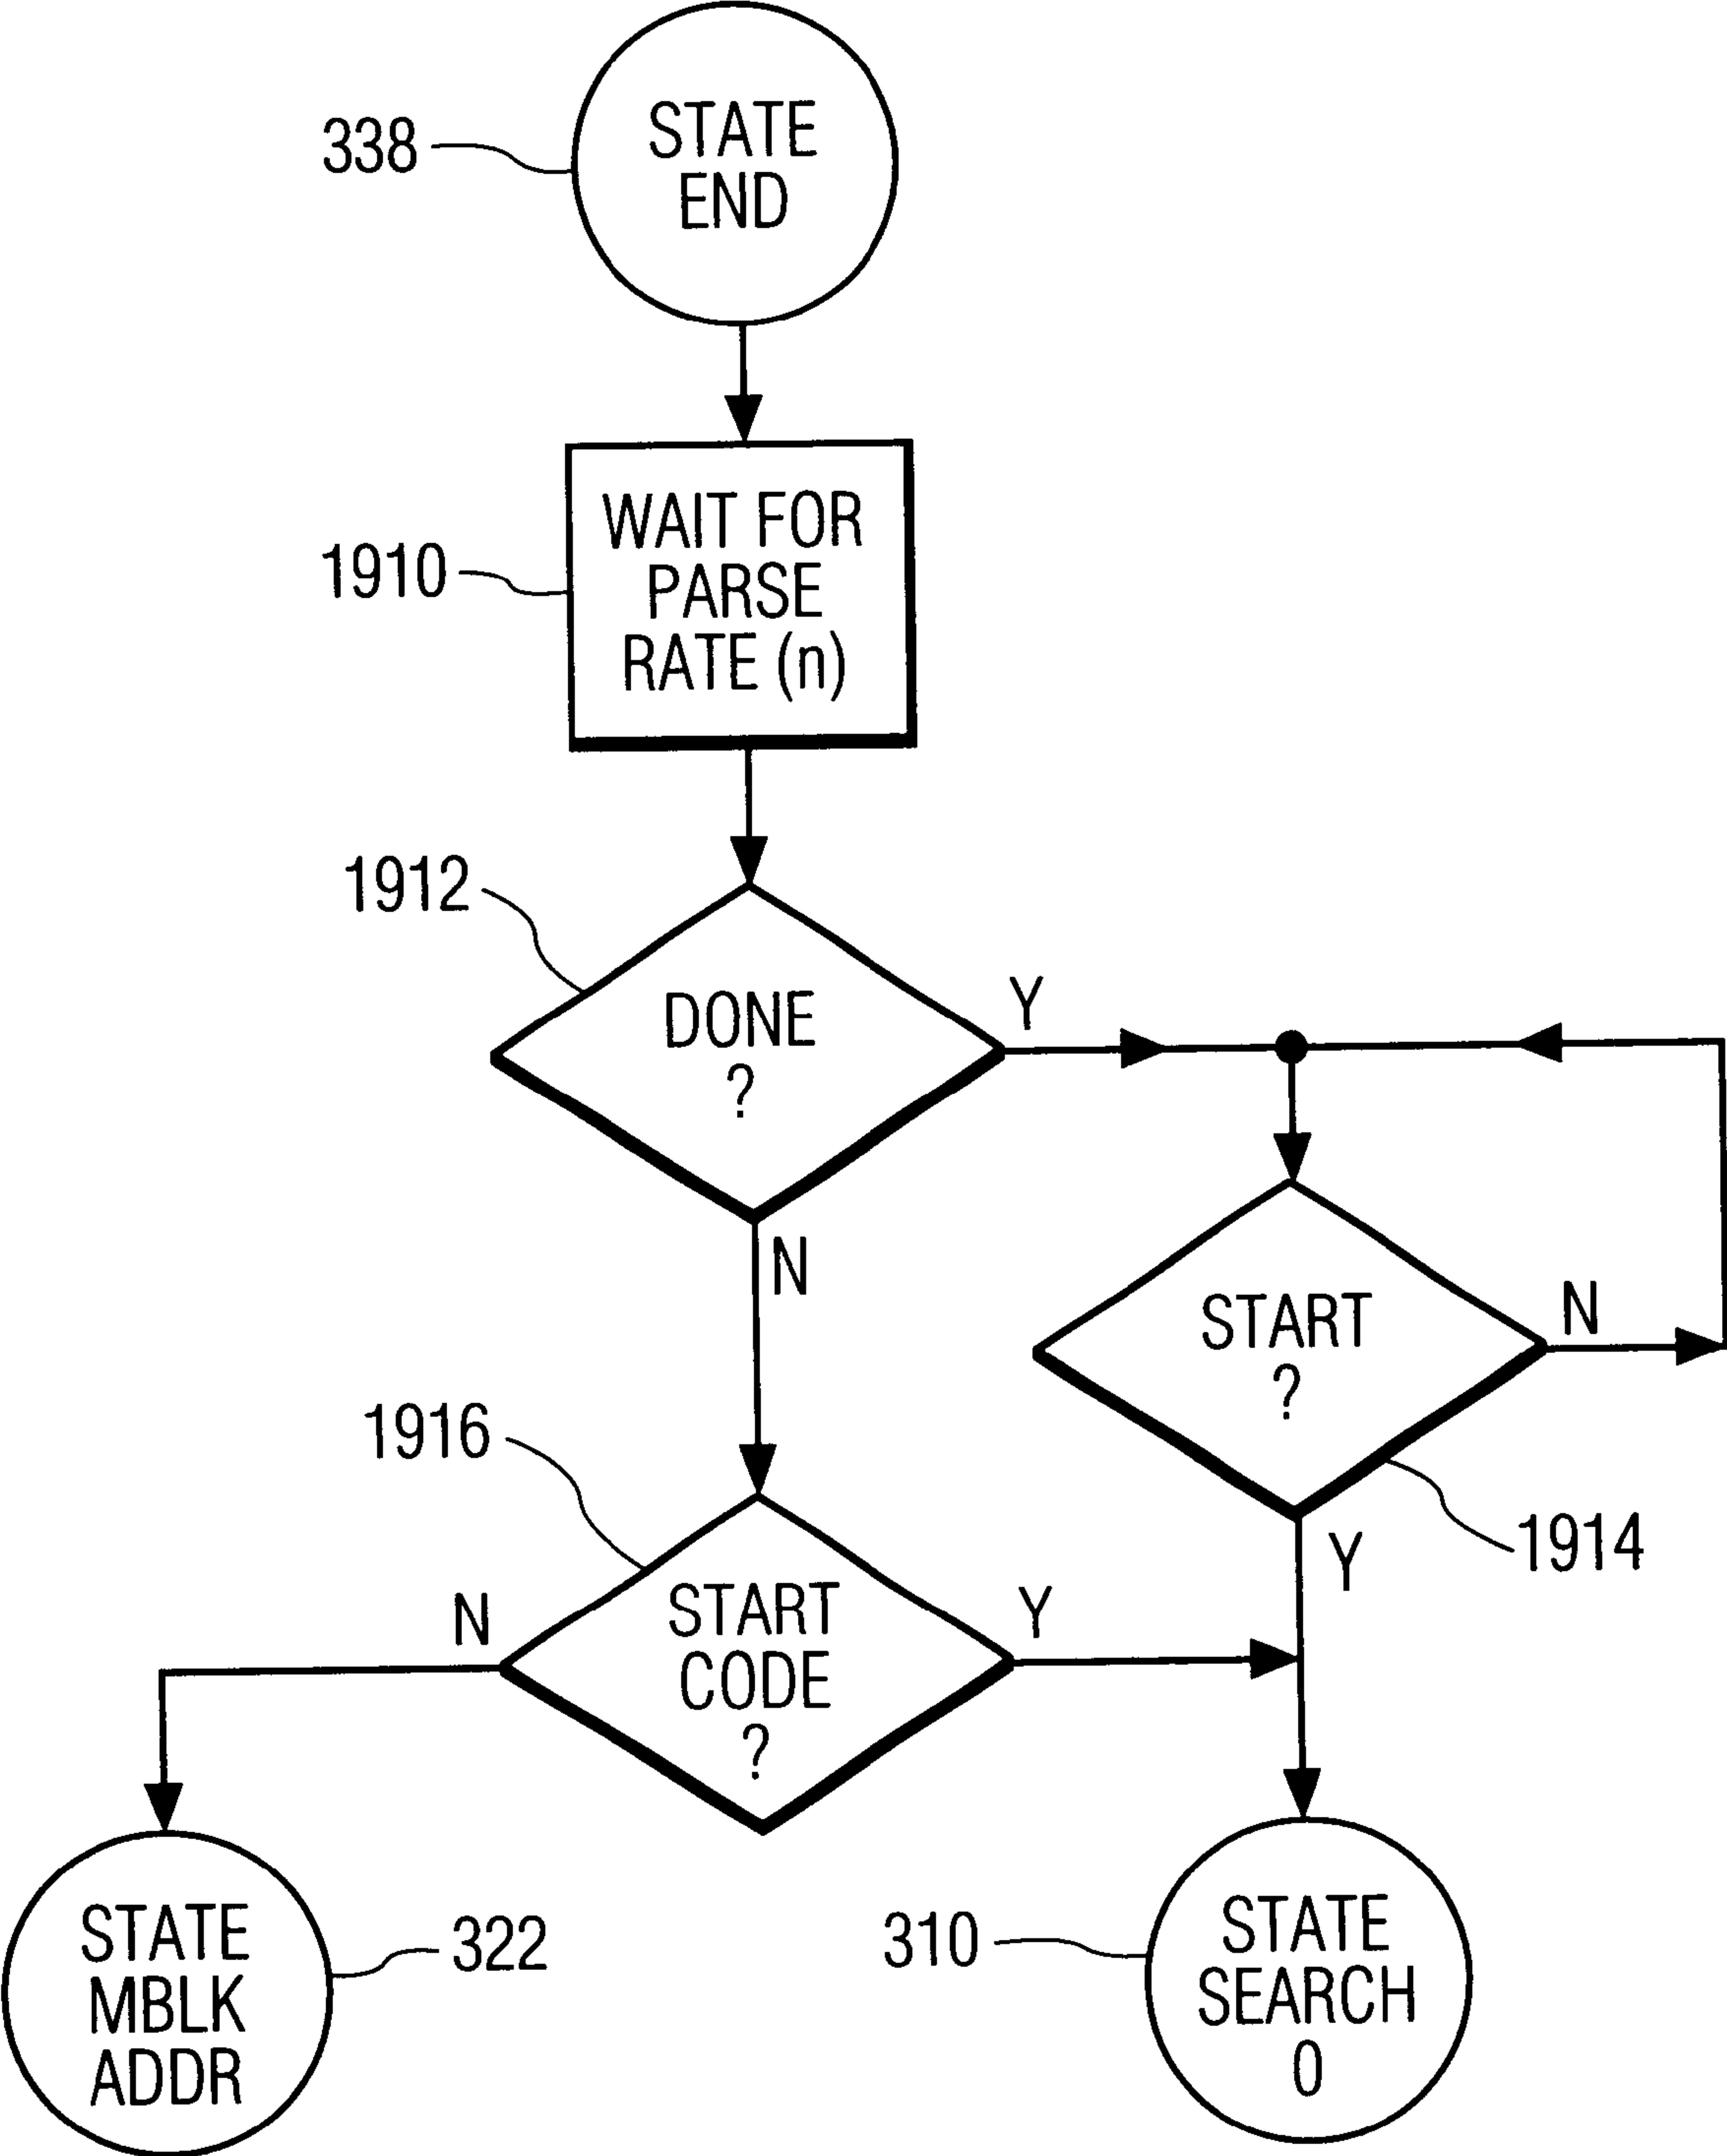 338
STATE
END
1910
WAIT FOR
PARSE
RATE (n)
1912
DONE
?
Y
N
START
?
N
Y
1914
1916
START
CODE
?
N
Y
STATE
MBLK
ADDR
322
310
STATE
SEARCH
0